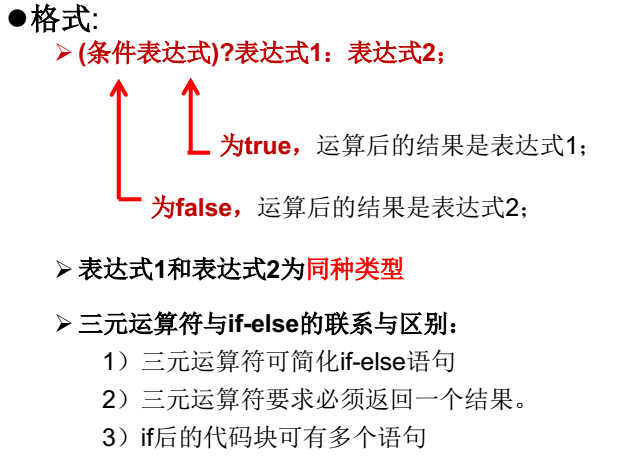 ●格式:
➢(条件表达式)?表达式1：表达式2；
为true，运算后的结果是表达式1；
为false，运算后的结果是表达式2；
➢表达式1和表达式2为同种类型
➢三元运算符与if-else的联系与区别：
1）三元运算符可简化if-else语句
2）三元运算符要求必须返回一个结果。
3）if后的代码块可有多个语句